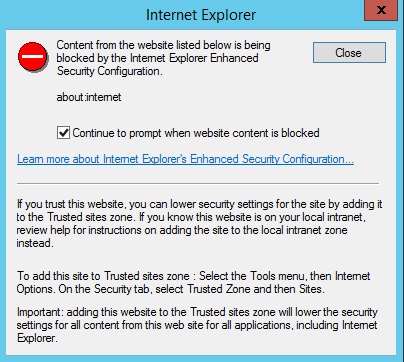 Internet Explorer
x
Content from the website listed below is being
blocked by the Internet Explorer Enhanced
Security Configuration.
Close
about:internet
Continue to prompt when website content is blocked
Learn more about Internet Explorer's Enhanced Security Configuration...
If you trust this website, you can lower security settings for the site by adding it
to the Trusted sites zone. If you know this website is on your local intranet,
review help for instructions on adding the site to the local intranet zone
instead.
To add this site to Trusted sites zone : Select the Tools menu, then Internet
Options. On the Security tab, select Trusted Zone and then Sites.
Important: adding this website to the Trusted sites zone will lower the security
settings for all content from this web site for all applications, including Internet
Explorer.